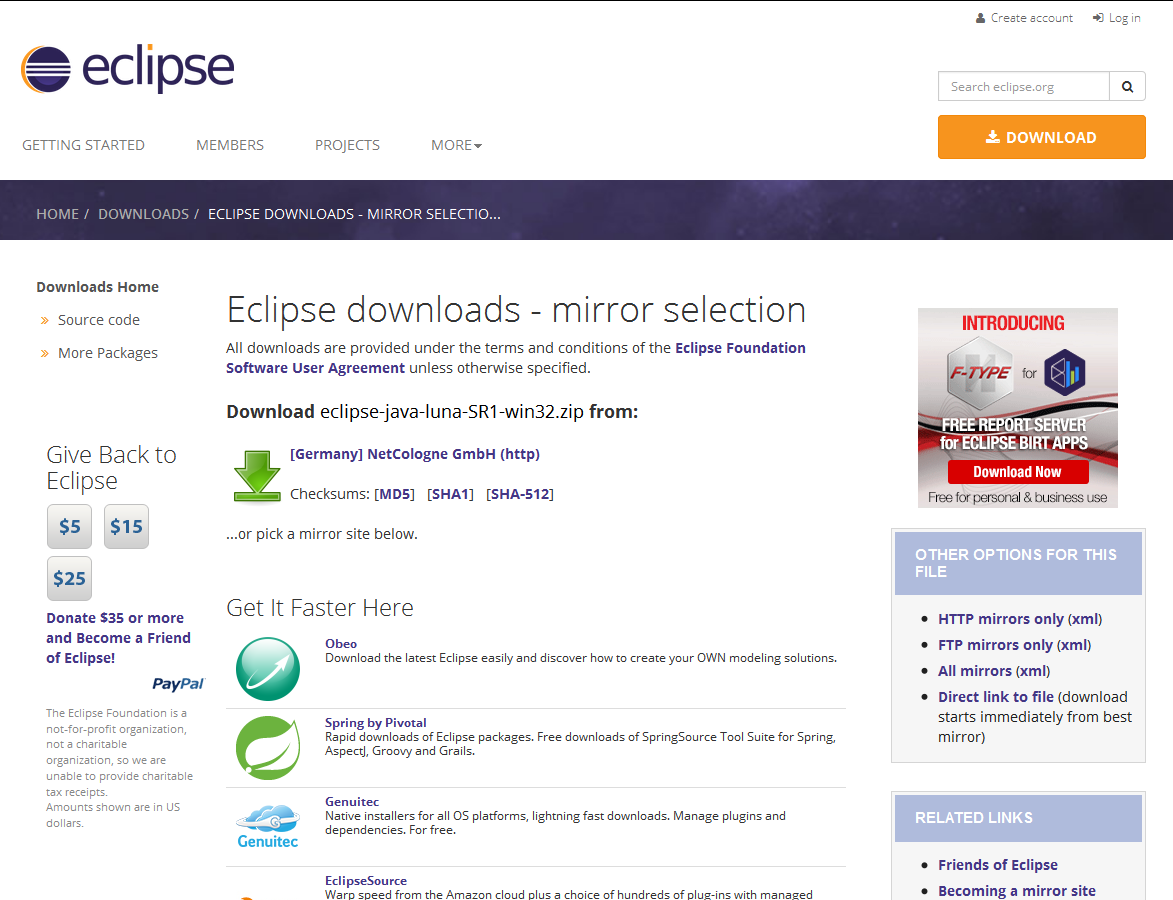 Create account
Log in
eclipse
Search eclipse.org
DOWNLOAD
GETTING STARTED
MEMBERS
PROJECTS
MORE
HOME / DOWNLOADS / ECLIPSE DOWNLOADS - MIRROR SELECTIO...
Downloads Home
» Source code
» More Packages
Give Back to
Eclipse
$5
$15
$25
Donate $35 or more
and Become a Friend
of Eclipse!
PayPal
The Eclipse Foundation is a
not-for-profit organization,
not a charitable
organization, so we are
unable to provide charitable
tax receipts.
Amounts shown are in US
dollars.
Eclipse downloads - mirror selection
All downloads are provided under the terms and conditions of the Eclipse Foundation
Software User Agreement unless otherwise specified.
Download eclipse-java-luna-SR1-win32.zip from:
[Germany] NetCologne GmbH (http)
Checksums: [MD5] [SHA1] [SHA-512]
...or pick a mirror site below.
Get It Faster Here
Obeo
Download the latest Eclipse easily and discover how to create your OWN modeling solutions.
Spring by Pivotal
Rapid downloads of Eclipse packages. Free downloads of SpringSource Tool Suite for Spring,
AspectJ, Groovy and Grails.
Genuitec
Genuitec
Native installers for all OS platforms, lightning fast downloads. Manage plugins and
dependencies. For free.
EclipseSource
Warp speed from the Amazon cloud plus a choice of hundreds of plug-ins with managed
INTRODUCING
F-TYPE for
FREE REPORT SERVER
for ECLIPSE BIRT APPS
Download Now
Free for personal & business use
OTHER OPTIONS FOR THIS
FILE
• HTTP mirrors only (xml)
• FTP mirrors only (xml)
• All mirrors (xml)
• Direct link to file (download
starts immediately from best
mirror)
RELATED LINKS
• Friends of Eclipse
• Becoming a mirror site